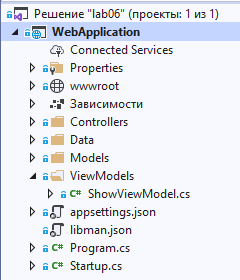 Решение "lab06" (проекты: 1 из 1)
WebApplication
Connected Services
Properties
wwwroot
Зависимости
Controllers
Data
Models
ViewModels
C# ShowViewModel.cs
appsettings.json
libman.json
C# Program.cs
C# Startup.cs